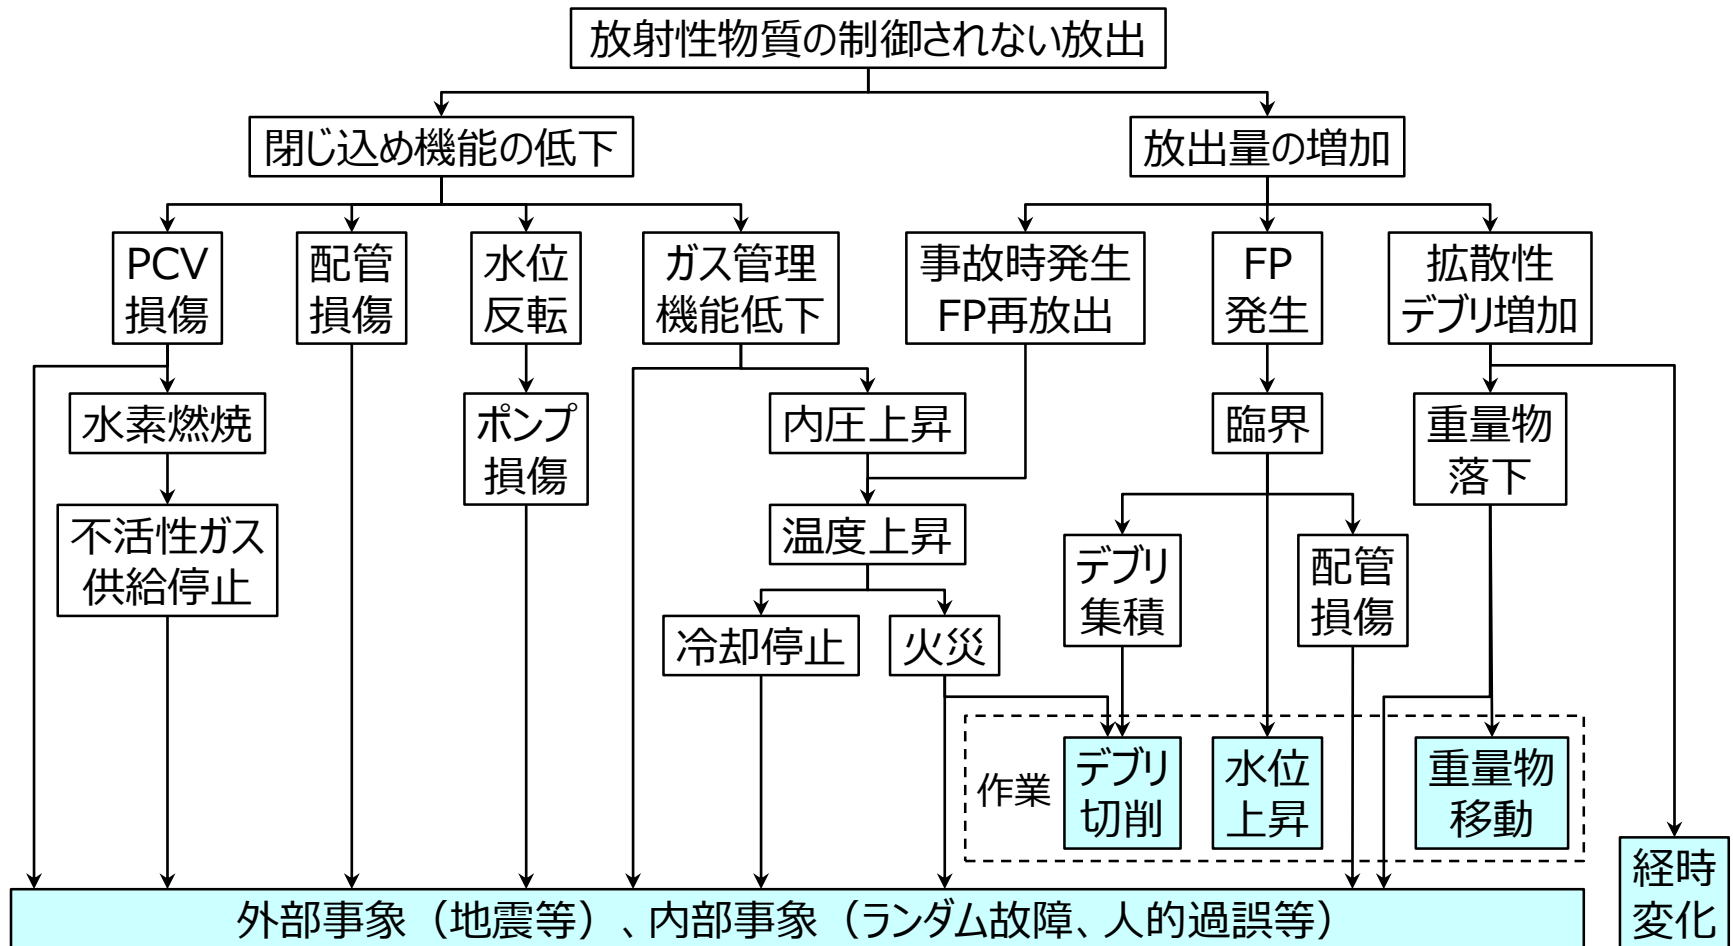 放射性物質の制御されない放出
閉じ込め機能の低下
放出量の増加
PCV
損傷
配管
損傷
水位
反転
ガス管理
機能低下
事故時発生
FP再放出
FP
発生
拡散性
デブリ増加
水素燃焼
ポンプ
損傷
内圧上昇
臨界
重量物
落下
不活性ガス
供給停止
温度上昇
デブリ
集積
配管
損傷
冷却停止
火災
作業
デブリ
切削
水位
上昇
重量物
移動
経時
変化
外部事象（地震等）、内部事象（ランダム故障、人的過誤等）